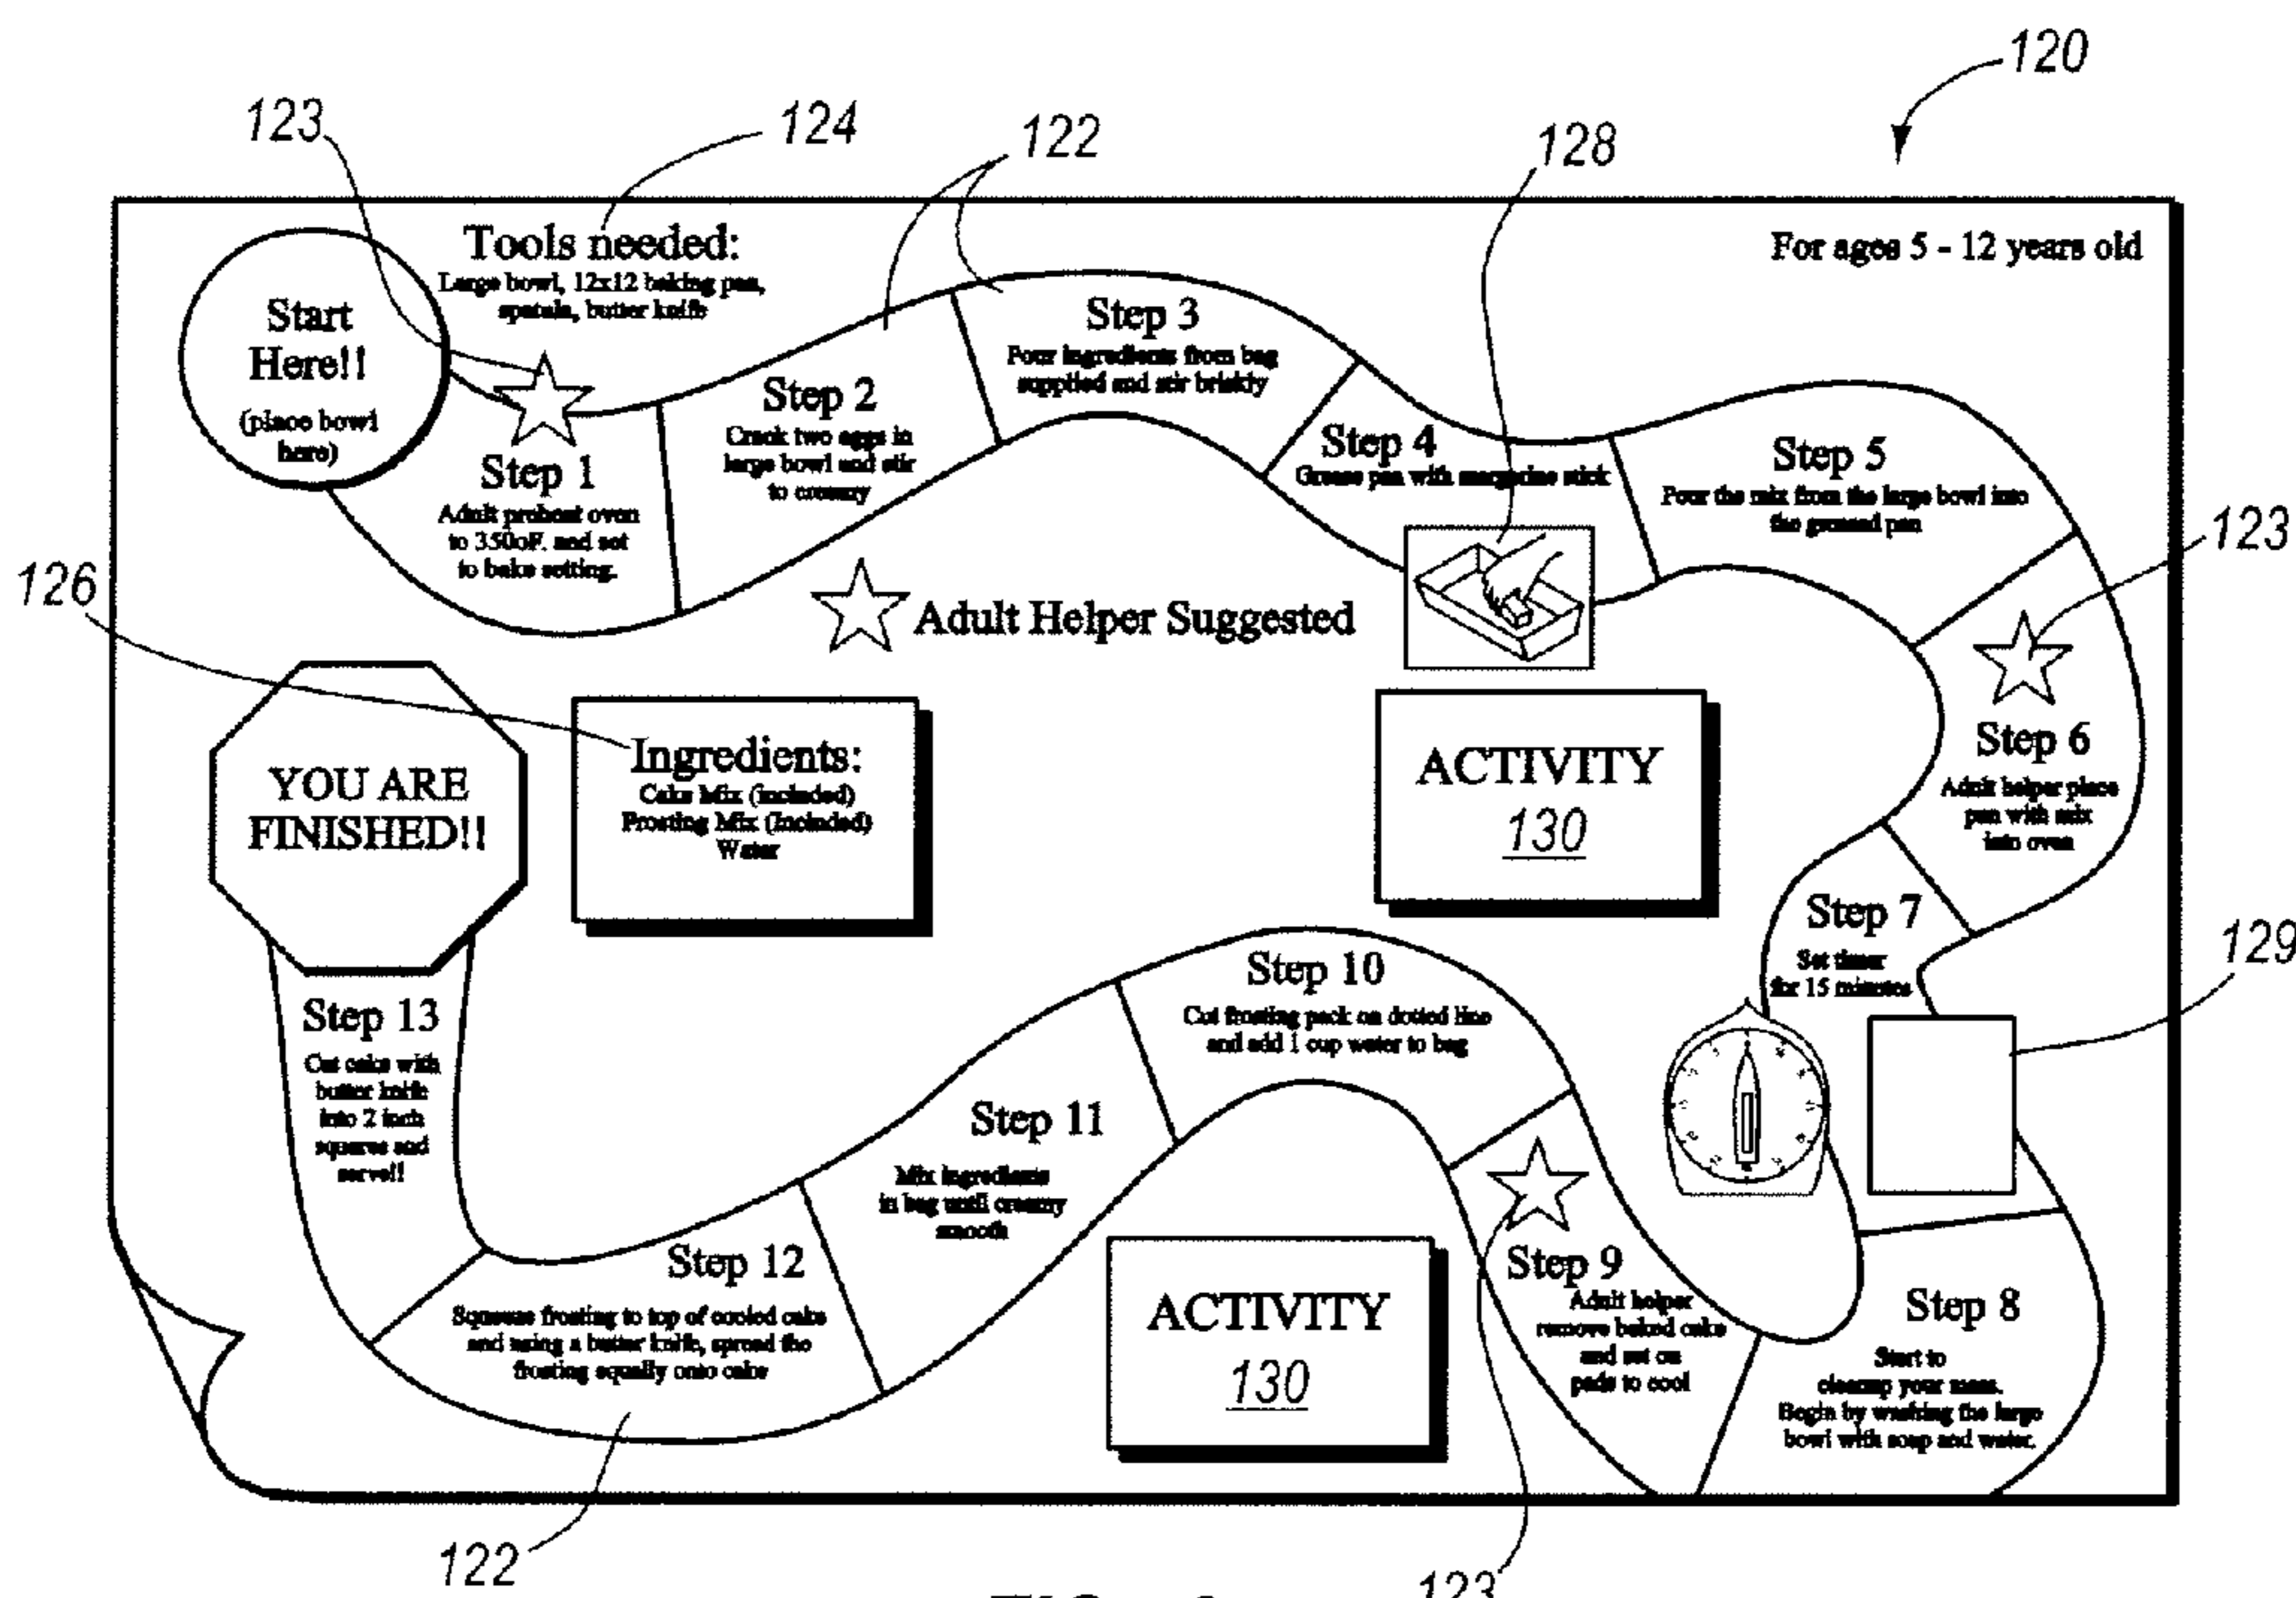 120
123
124
122
128
Tools needed:
Large bowl, 12x12 baking pan,
spatula, butter knife
For ages 5 - 12 years old
Start
Here!!
(place bowl
here)
Step 1
Adult preheat oven
to 350oF. and set
to bake setting.
Step 2
Crack two eggs in
large bowl and stir
to creamy
Step 3
Pour ingredients from bag
supplied and stir briskly
Step 4
Grease pan with margarine stick
Step 5
Pour the mix from the large bowl into
the greased pan
123
126
Adult Helper Suggested
Step 6
Adult helper place
pan with mix
into oven
YOU ARE
FINISHED!!
Ingredients:
Cake Mix (included)
Frosting Mix (included)
Water
ACTIVITY
130
Step 7
Set timer
for 15 minutes
129
Step 8
Start to
cleanup your mess.
Begin by washing the large
bowl with soap and water.
Step 9
Adult helper
remove baked cake
and set on
pads to cool
Step 10
Cut frosting pack on dotted line
and add 1 cup water to bag
Step 11
Mix ingredients
in bag until creamy
smooth
ACTIVITY
130
Step 12
Squeeze frosting to top of cooled cake
and using a butter knife, spread the
frosting equally onto cake
Step 13
Cut cake with
butter knife
into 2 inch
squares and
serve!!
122
123